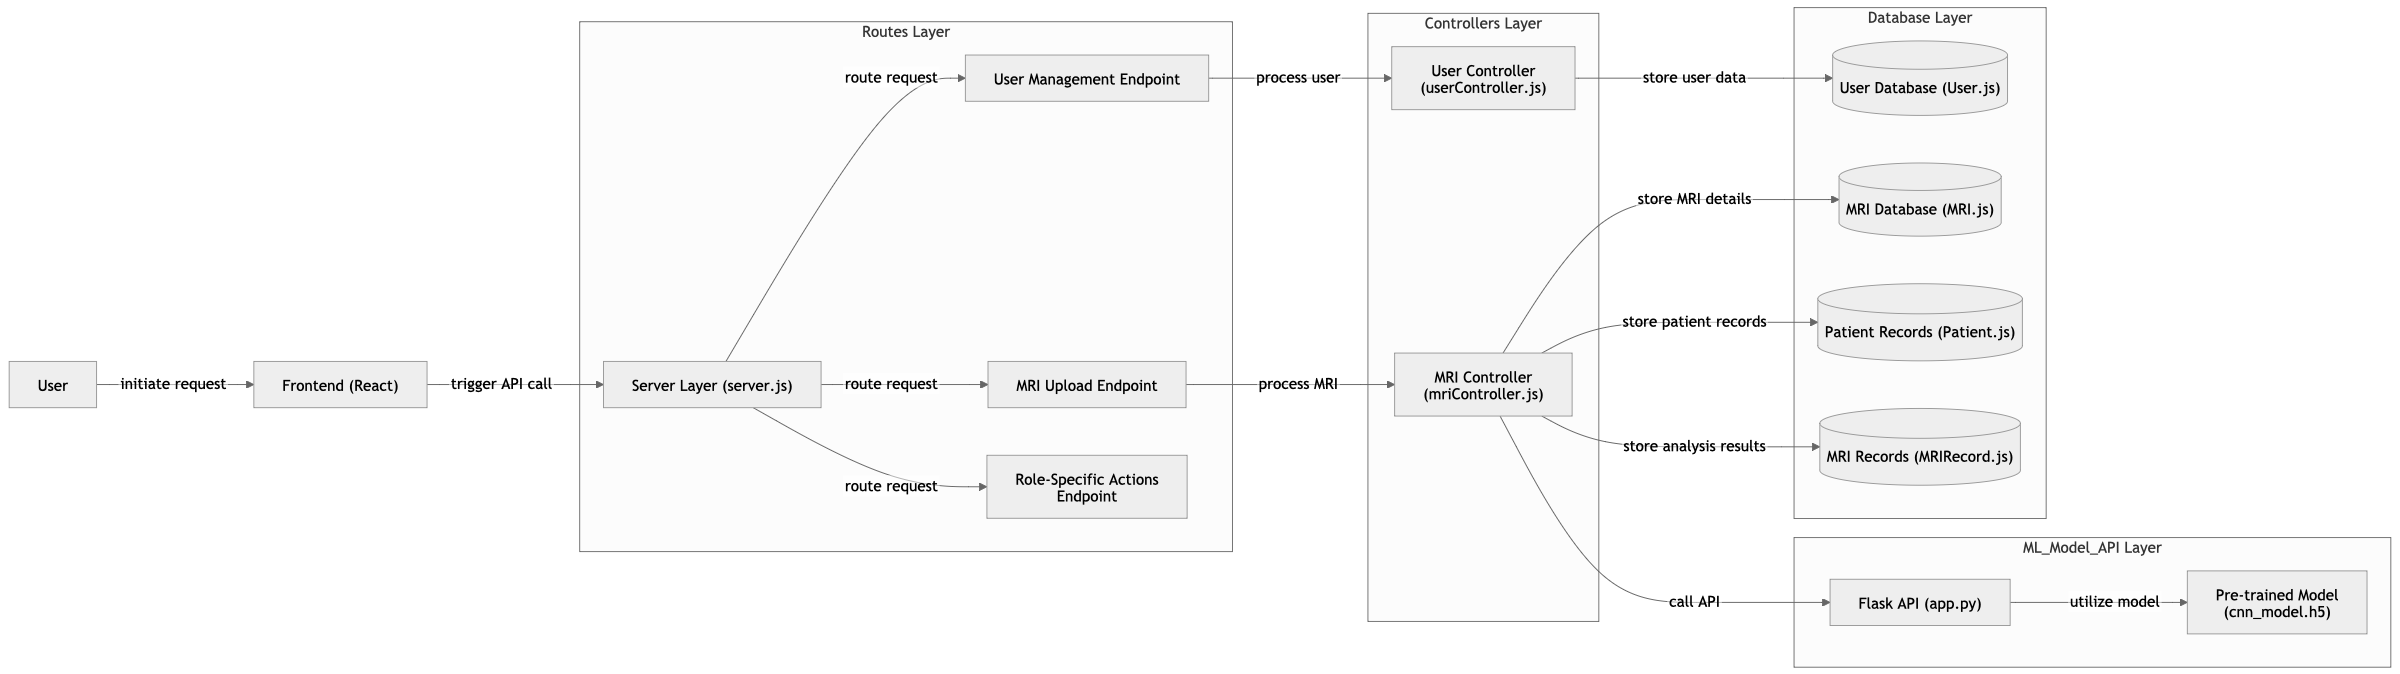 Routes Layer
Controllers Layer
Database Layer
route request
User Management Endpoint
process user
User Controller
(userController.js)
store user data
User Database (User.js)
store MRI details
MRI Database (MRI.js)
store patient records
Patient Records (Patient.js)
User
initiate request
Frontend (React)
trigger API call
Server Layer (server.js)
route request
MRI Upload Endpoint
process MRI
MRI Controller
(mriController.js)
store analysis results
MRI Records (MRIRecord.js)
route request
Role-Specific Actions
Endpoint
ML_Model_API Layer
call API
Flask API (app.py)
utilize model
Pre-trained Model
(cnn_model.h5)